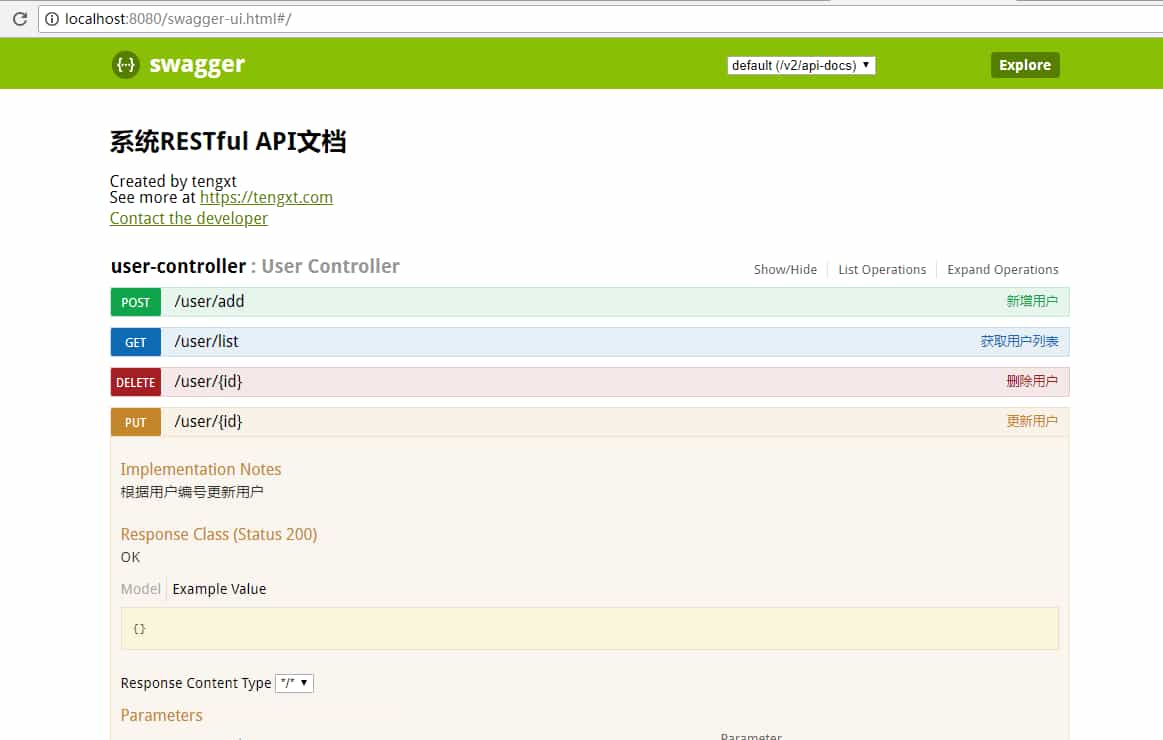 localhost:8080/swagger-ui.html#/
{···} swagger
default (/v2/api-docs)
Explore
系统RESTful API文档
Created by tengxt
See more at https://tengxt.com
Contact the developer
user-controller : User Controller
Show/Hide
List Operations
Expand Operations
POST /user/add 新增用户
GET /user/list 获取用户列表
DELETE /user/{id} 删除用户
PUT /user/{id} 更新用户
Implementation Notes
根据用户编号更新用户
Response Class (Status 200)
OK
Model Example Value
{}
Response Content Type */*
Parameters
Parameter